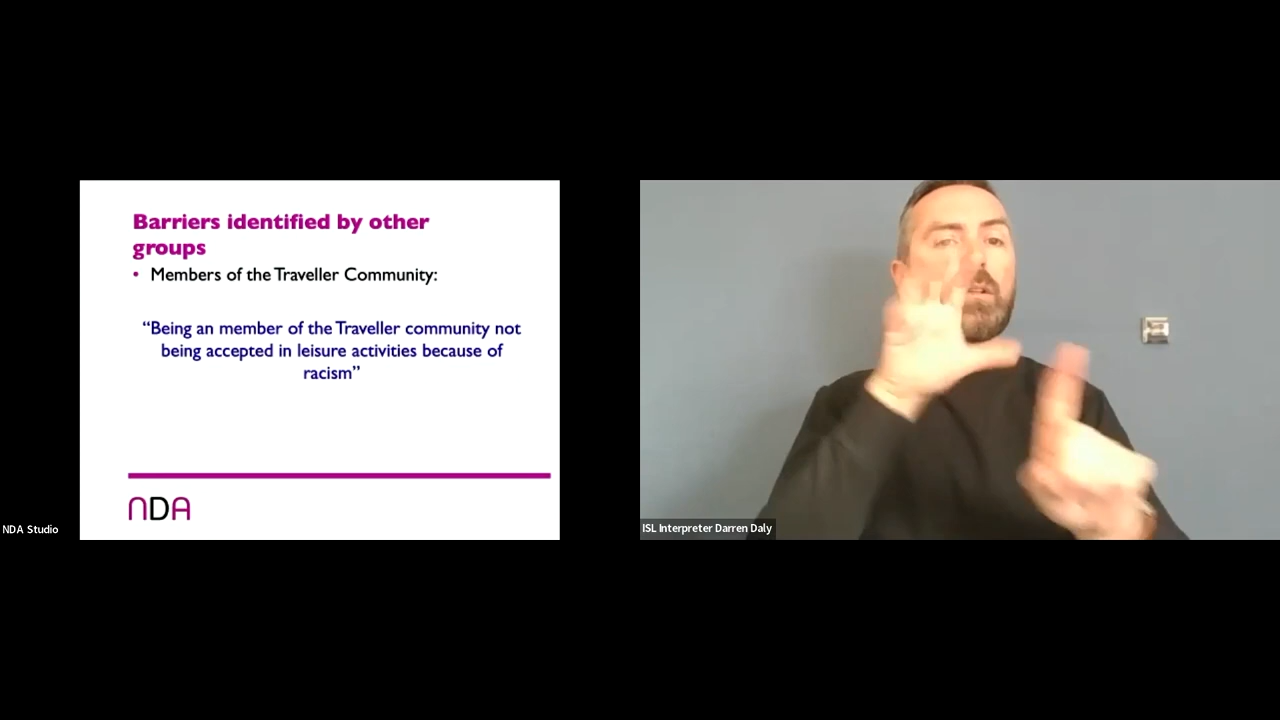 Barriers identified by other
groups
• Members of the Traveller Community:
“Being an member of the Traveller community not
being accepted in leisure activities because of
racism”
NDA
NDA Studio
ISL Interpreter Darren Daly